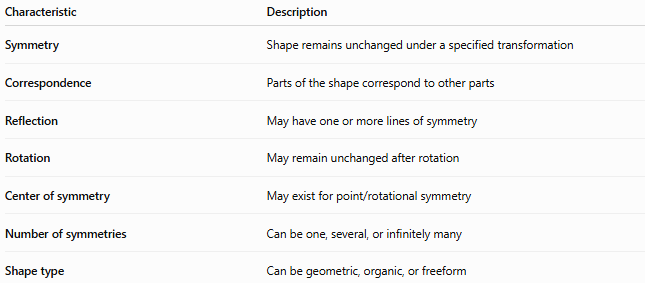 Characteristic Description
Symmetry Shape remains unchanged under a specified transformation
Correspondence Parts of the shape correspond to other parts
Reflection May have one or more lines of symmetry
Rotation May remain unchanged after rotation
Center of symmetry May exist for point/rotational symmetry
Number of symmetries Can be one, several, or infinitely many
Shape type Can be geometric, organic, or freeform